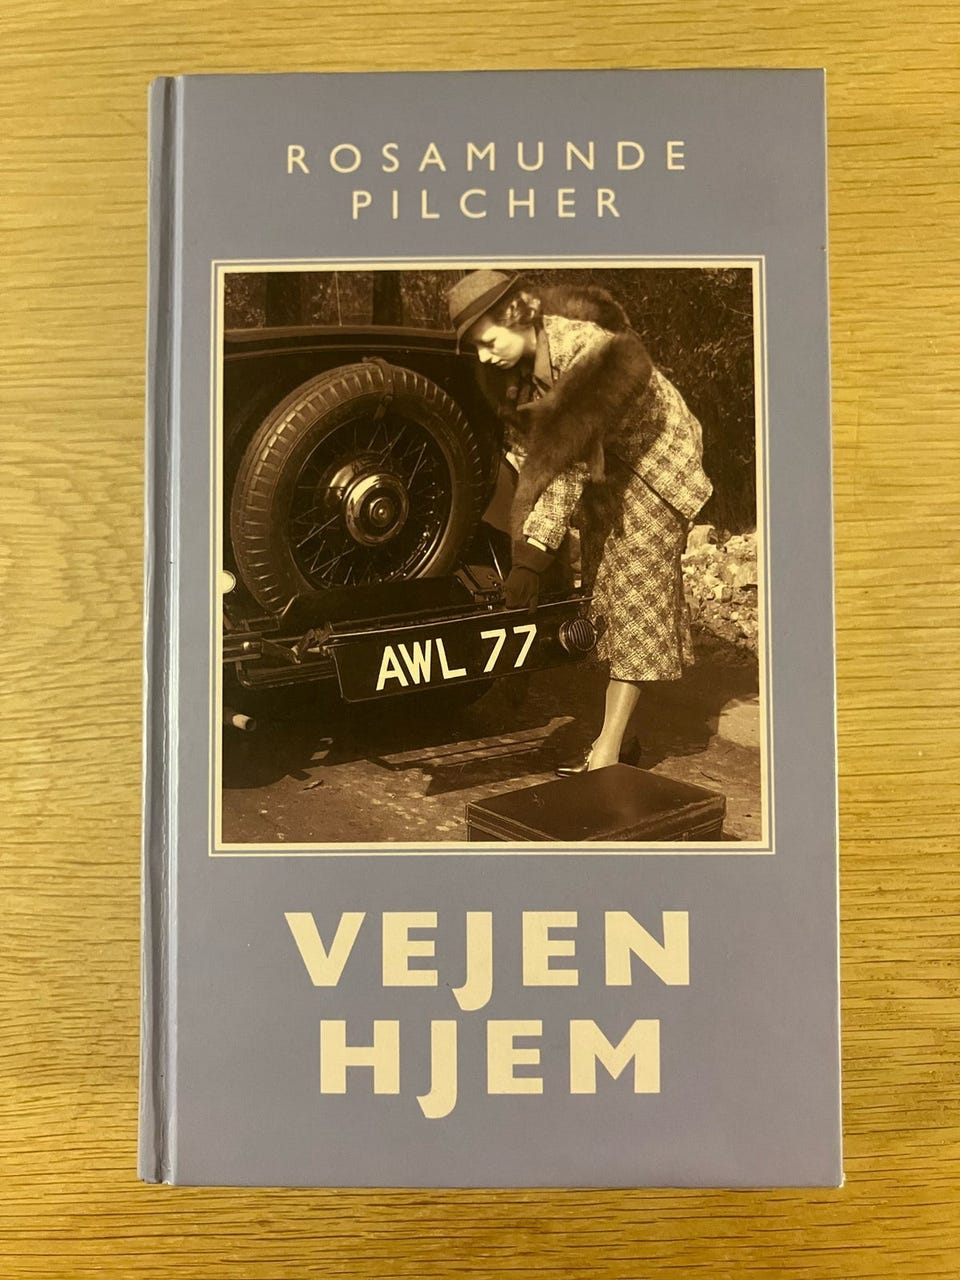 ROSAMUNDE
PILCHER
AWL 77
VEJEN
HJEM